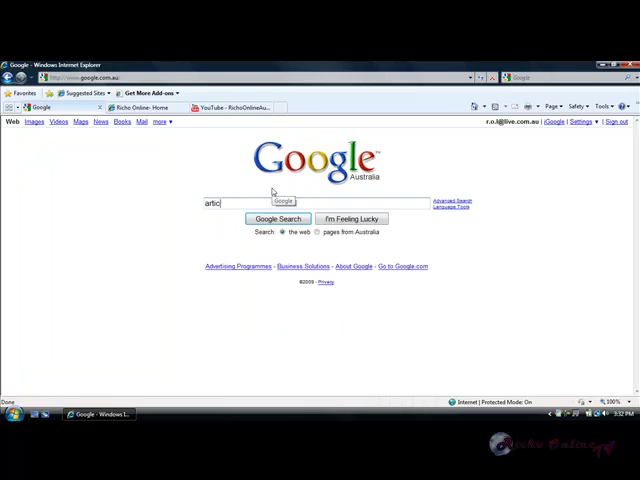 Google - Windows Internet Explorer
http://www.google.com.au/
Google
Favorites Suggested Sites Get More Add-ons
Google Richo Online- Home YouTube - RichoOnlineAu... Page Safety Tools
Web Images Videos Maps News Books Mail more r.o.l@live.com.au | iGoogle | Settings | Sign out
Google
Australia
artic
Google
Advanced Search
Language Tools
Google Search I'm Feeling Lucky
Search: the web pages from Australia
Advertising Programmes - Business Solutions - About Google - Go to Google.com
©2009 - Privacy
Done Internet | Protected Mode: On 100%
Google - Windows I... 3:32 PM
Richo Online